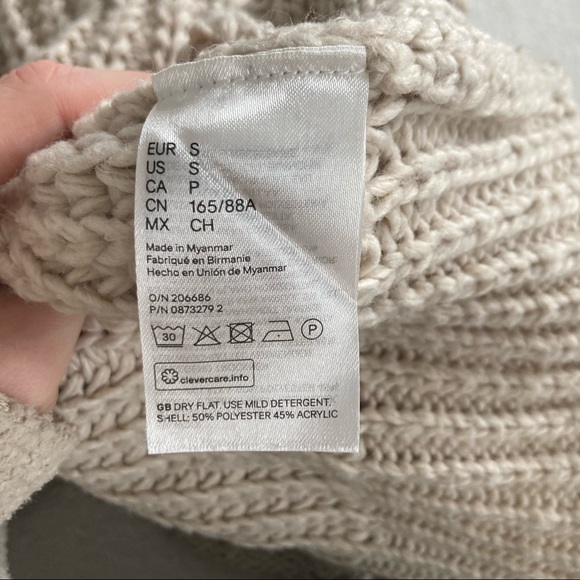 EUR S
US S
CA P
CN 165/88A
MX CH
Made in Myanmar
Fabriqué en Birmanie
Hecho en Unión de Myanmar
O/N 206686
P/N 0873279 2
30 P
clevercare.info
GB DRY FLAT. USE MILD DETERGENT.
SHELL: 50% POLYESTER 45% ACRYLIC